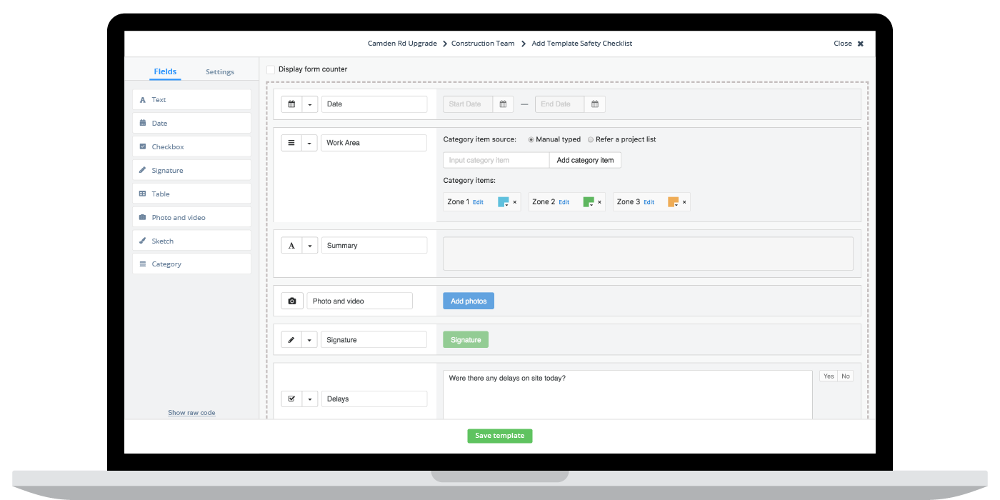 Camden Rd Upgrade > Construction Team > Add Template Safety Checklist
Close ✖
Fields Settings
Text
Date
Checkbox
Signature
Table
Photo and video
Sketch
Category
Show raw code
Display form counter
Date
Start Date — End Date
Work Area
Category item source: Manual typed Refer a project list
Input category item Add category item
Category items:
Zone 1 Edit × Zone 2 Edit × Zone 3 Edit ×
A Summary
Photo and video
Add photos
Signature
Signature
Delays
Were there any delays on site today?
Yes No
Save template